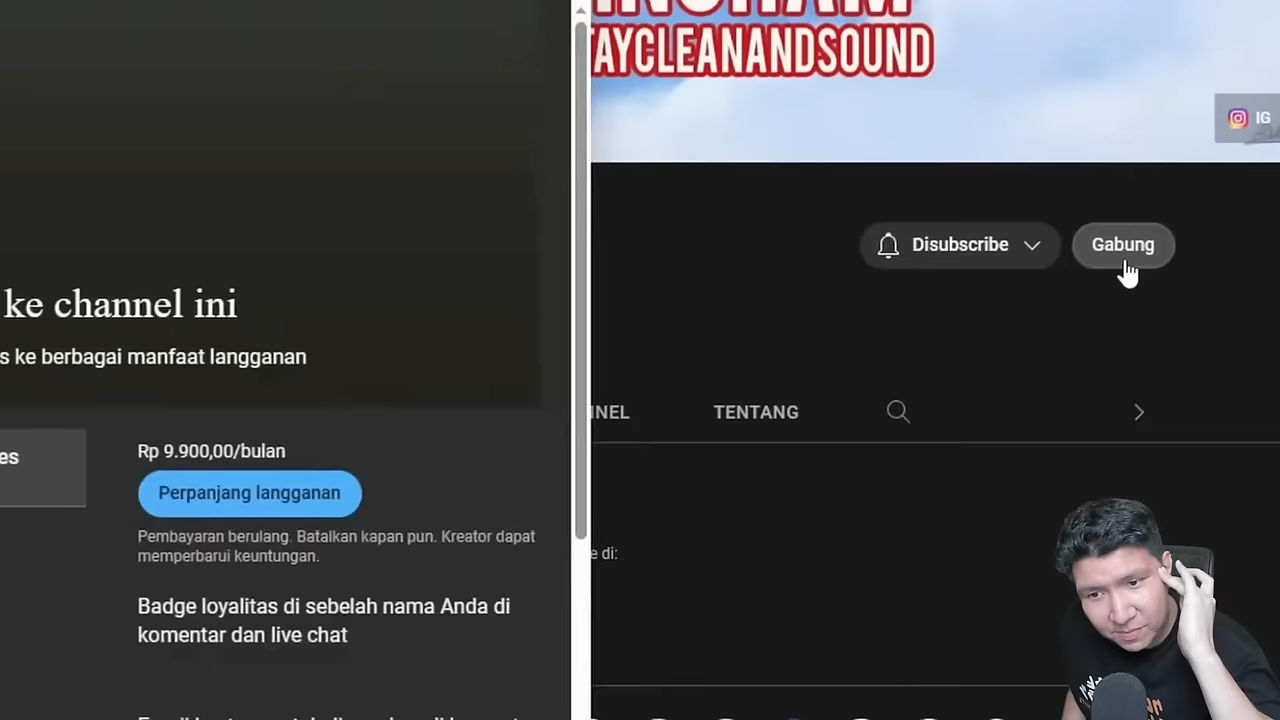 AYCLEANANDSOUND
IG
Disubscribe
Gabung
ke channel ini
s ke berbagai manfaat langganan
NEL
TENTANG
es
Rp 9.900,00/bulan
Perpanjang langganan
Pembayaran berulang. Batalkan kapan pun. Kreator dapat
memperbarui keuntungan.
e di:
Badge loyalitas di sebelah nama Anda di
komentar dan live chat